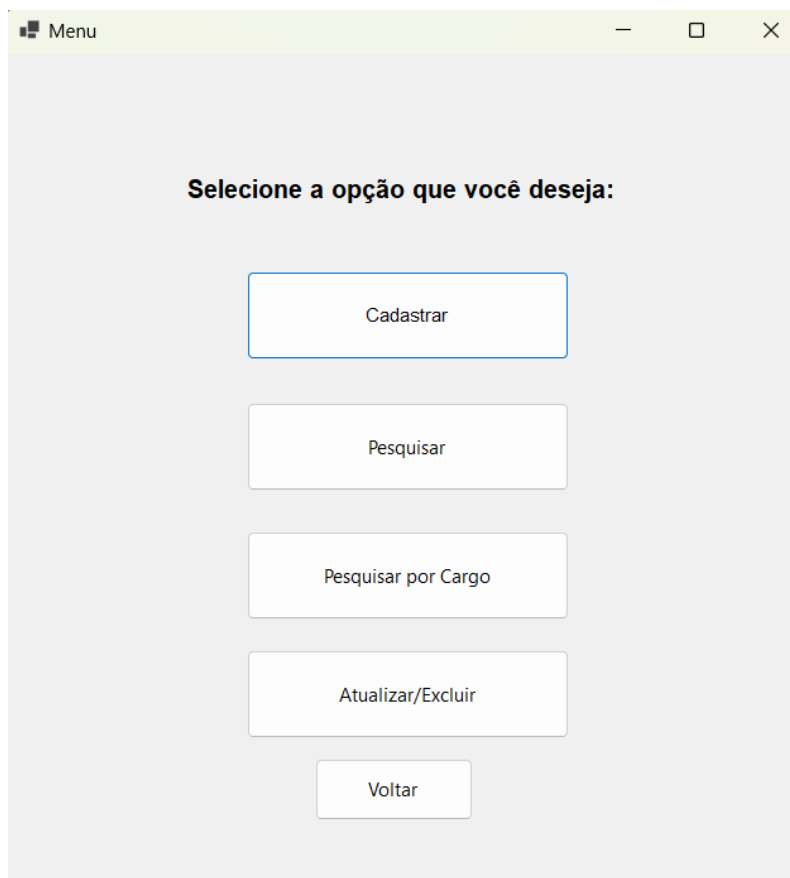 Menu
Selecione a opção que você deseja:
Cadastrar
Pesquisar
Pesquisar por Cargo
Atualizar/Excluir
Voltar